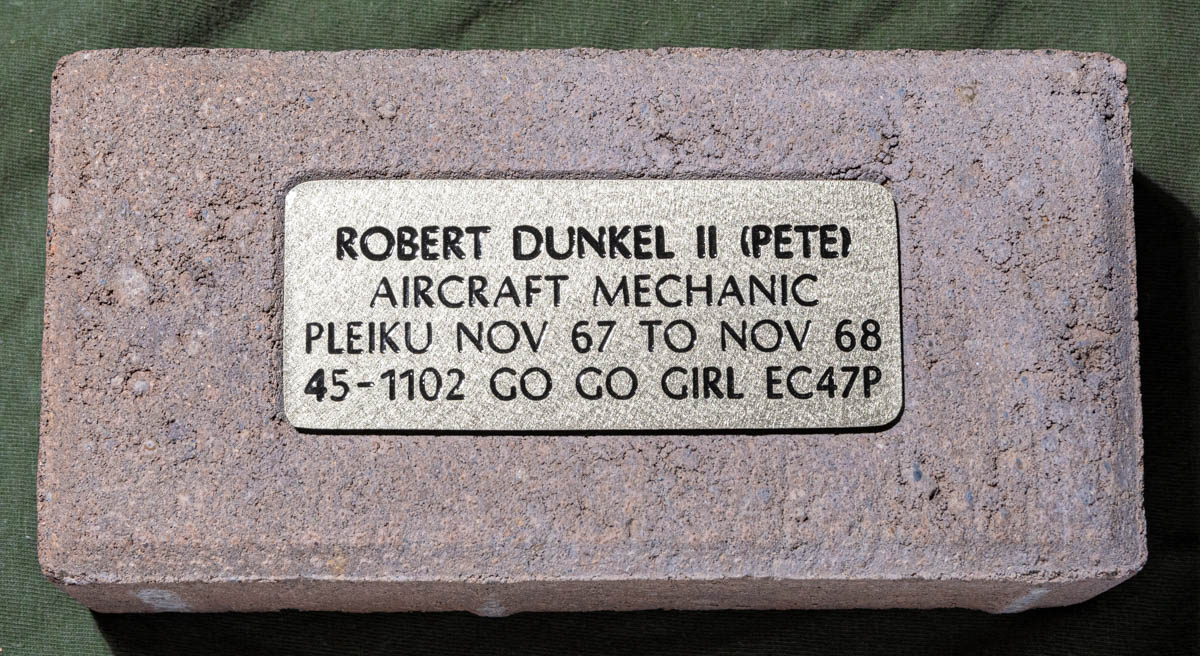 ROBERT DUNKEL II (PETE)
AIRCRAFT MECHANIC
PLEIKU NOV 67 TO NOV 68
45-1102 GO GO GIRL EC47P